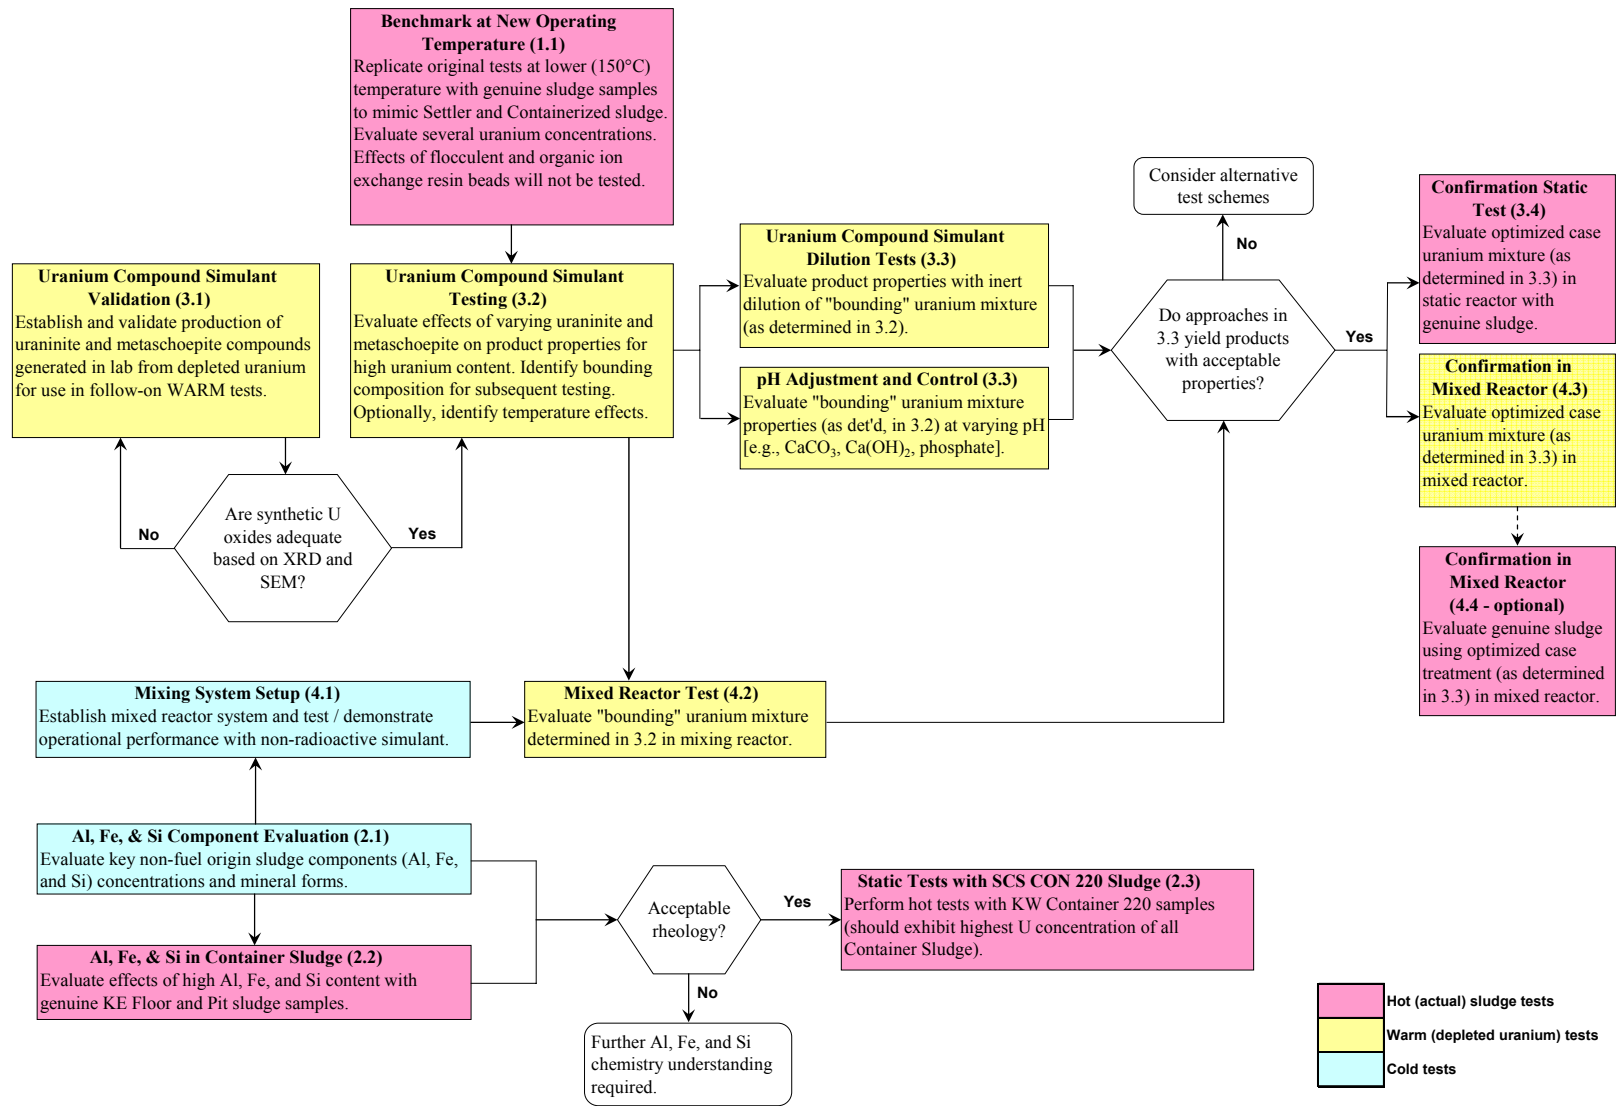 Benchmark at New Operating
Temperature (1.1)
Replicate original tests at lower (150°C)
temperature with genuine sludge samples
to mimic Settler and Containerized sludge.
Evaluate several uranium concentrations.
Effects of flocculent and organic ion
exchange resin beads will not be tested.
Uranium Compound Simulant
Validation (3.1)
Establish and validate production of
uraninite and metaschoepite compounds
generated in lab from depleted uranium
for use in follow-on WARM tests.
Uranium Compound Simulant
Testing (3.2)
Evaluate effects of varying uraninite and
metaschoepite on product properties for
high uranium content. Identify bounding
composition for subsequent testing.
Optionally, identify temperature effects.
Uranium Compound Simulant
Dilution Tests (3.3)
Evaluate product properties with inert
dilution of "bounding" uranium mixture
(as determined in 3.2).
pH Adjustment and Control (3.3)
Evaluate "bounding" uranium mixture
properties (as det'd, in 3.2) at varying pH
[e.g., CaCO₃, Ca(OH)₂, phosphate].
Consider alternative
test schemes
No
Do approaches in
3.3 yield products
with acceptable
properties?
Yes
Confirmation Static
Test (3.4)
Evaluate optimized case
uranium mixture (as
determined in 3.3) in
static reactor with
genuine sludge.
Confirmation in
Mixed Reactor (4.3)
Evaluate optimized case
uranium mixture (as
determined in 3.3) in
mixed reactor.
Confirmation in
Mixed Reactor
(4.4 - optional)
Evaluate genuine sludge
using optimized case
treatment (as determined
in 3.3) in mixed reactor.
No
Are synthetic U
oxides adequate
based on XRD and
SEM?
Yes
Mixing System Setup (4.1)
Establish mixed reactor system and test / demonstrate
operational performance with non-radioactive simulant.
Mixed Reactor Test (4.2)
Evaluate "bounding" uranium mixture
determined in 3.2 in mixing reactor.
Al, Fe, & Si Component Evaluation (2.1)
Evaluate key non-fuel origin sludge components (Al, Fe,
and Si) concentrations and mineral forms.
Al, Fe, & Si in Container Sludge (2.2)
Evaluate effects of high Al, Fe, and Si content with
genuine KE Floor and Pit sludge samples.
Acceptable
rheology?
Yes
No
Static Tests with SCS CON 220 Sludge (2.3)
Perform hot tests with KW Container 220 samples
(should exhibit highest U concentration of all
Container Sludge).
Further Al, Fe, and Si
chemistry understanding
required.
Hot (actual) sludge tests
Warm (depleted uranium) tests
Cold tests